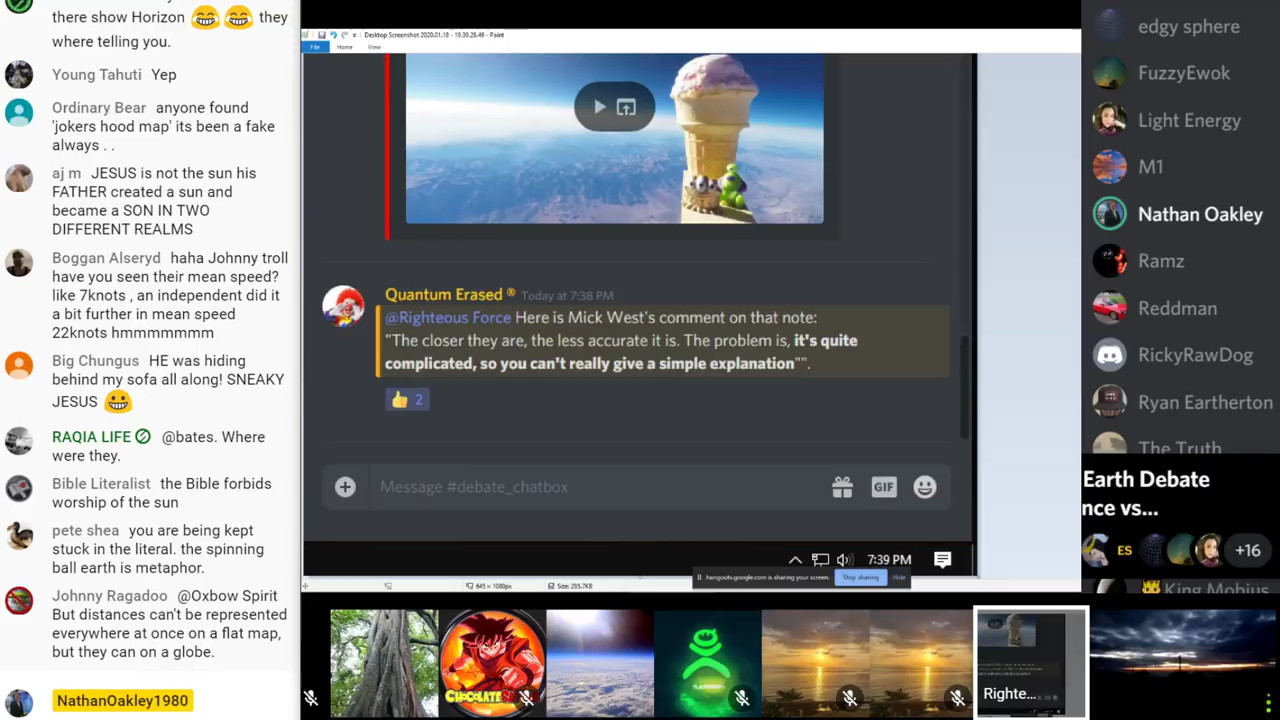 there show Horizon 😂 😂 they
where telling you.
Young Tahuti Yep
Ordinary Bear anyone found
'jokers hood map' its been a fake
always . .
aj m JESUS is not the sun his
FATHER created a sun and
became a SON IN TWO
DIFFERENT REALMS
Boggan Alseryd haha Johnny troll
have you seen their mean speed?
like 7knots , an independent did it
a bit further in mean speed
22knots hmmmmmmm
Big Chungus HE was hiding
behind my sofa all along! SNEAKY
JESUS 😀
RAQIA LIFE @bates. Where
were they.
Bible Literalist the Bible forbids
worship of the sun
pete shea you are being kept
stuck in the literal. the spinning
ball earth is metaphor.
Johnny Ragadoo @Oxbow Spirit
But distances can't be represented
everywhere at once on a flat map,
but they can on a globe.
NathanOakley1980
Desktop Screenshot 2020.01.18 - 19.39.28.49 - Paint
File Home View
Quantum Erased ® Today at 7:38 PM
@Righteous Force Here is Mick West's comment on that note:
"The closer they are, the less accurate it is. The problem is, it's quite
complicated, so you can't really give a simple explanation"".
👍 2
Message #debate_chatbox
GIF
7:39 PM
hangouts.google.com is sharing your screen. Stop sharing Hide
645 × 1080px Size: 285.7KB
CHOCOLATE
Righte...
edgy sphere
FuzzyEwok
Light Energy
M1
Nathan Oakley
Ramz
Reddman
RickyRawDog
Ryan Eartherton
The Truth
Earth Debate
nce vs...
ES
+16
King Mobius